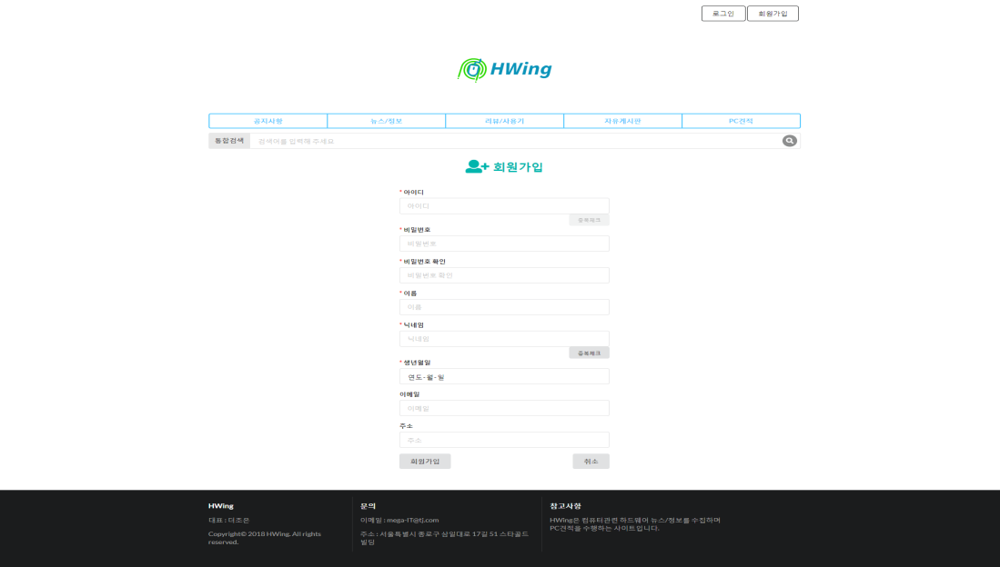 로그인 회원가입
HWing
공지사항 뉴스/정보 리뷰/사용기 자유게시판 PC견적
통합검색 검색어를 입력해 주세요.
회원가입
* 아이디
아이디
중복체크
* 비밀번호
비밀번호
* 비밀번호 확인
비밀번호 확인
* 이름
이름
* 닉네임
닉네임
중복체크
* 생년월일
연도-월-일
이메일
이메일
주소
주소
회원가입 취소
HWing
대표 : 다조은
Copyright© 2018 HWing. All rights
reserved.
문의
이메일 : mega-IT@tj.com
주소 : 서울특별시 종로구 삼일대로 17길 51 스타골드
빌딩
참고사항
HWing은 컴퓨터관련 하드웨어 뉴스/정보를 수집하며
PC견적을 수행하는 사이트입니다.